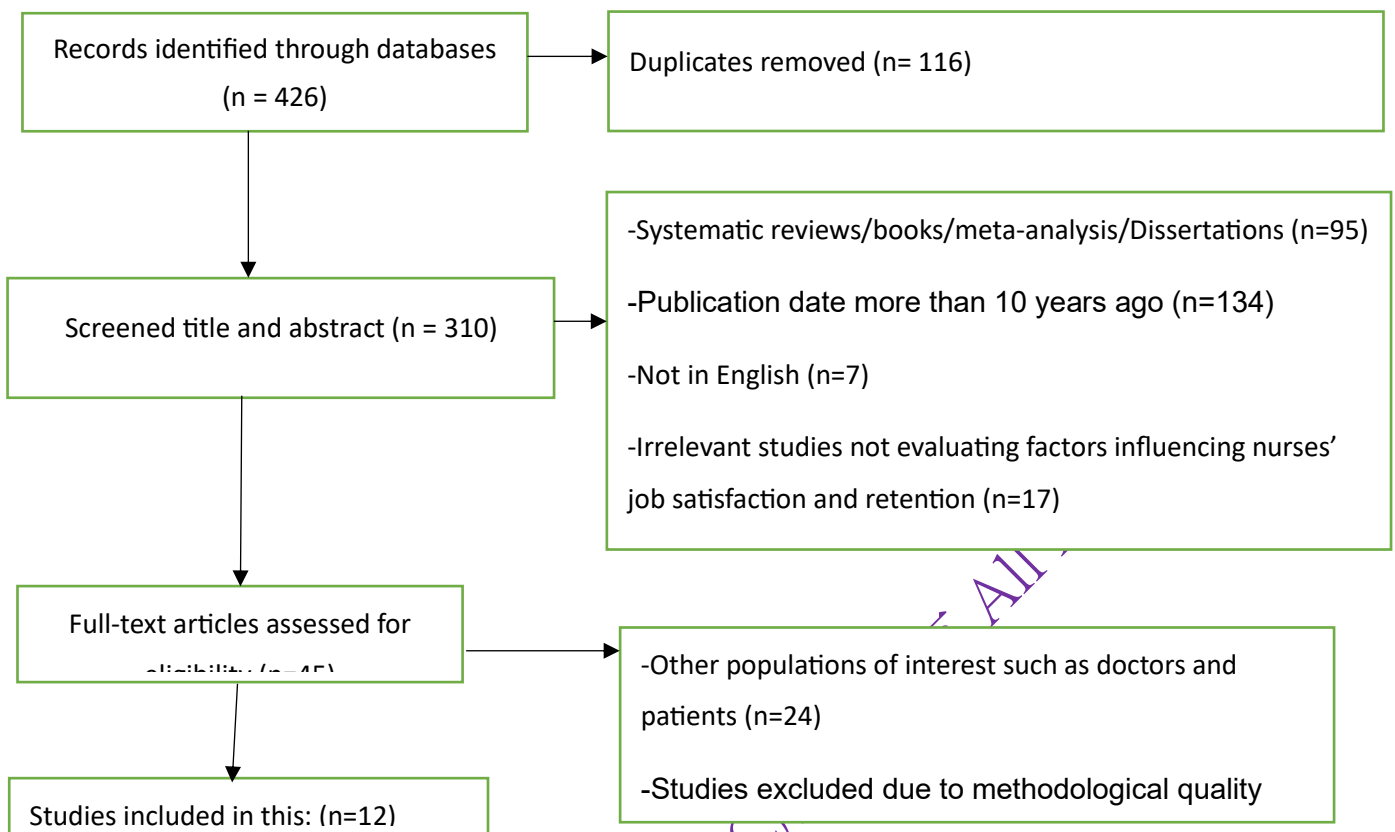 Records identified through databases
(n = 426)
Duplicates removed (n= 116)
Screened title and abstract (n = 310)
-Systematic reviews/books/meta-analysis/Dissertations (n=95)
-Publication date more than 10 years ago (n=134)
-Not in English (n=7)
-Irrelevant studies not evaluating factors influencing nurses’
job satisfaction and retention (n=17)
All
Full-text articles assessed for
eligibility (n=45)
-Other populations of interest such as doctors and
patients (n=24)
-Studies excluded due to methodological quality
Studies included in this: (n=12)